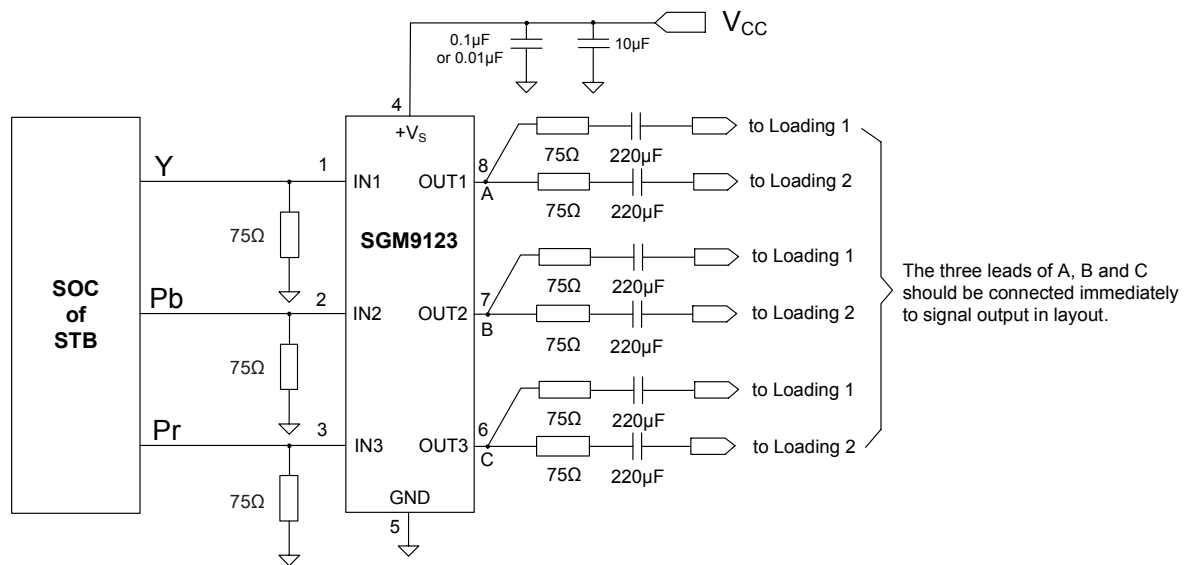 V_CC
0.1µF
or 0.01µF
10µF
4
+V_S
SOC
of
STB
Y
75Ω
1
IN1
Pb
75Ω
2
IN2
Pr
75Ω
3
IN3
SGM9123
OUT1
8
A
OUT2
7
B
OUT3
6
C
GND
5
75Ω
220µF
to Loading 1
75Ω
220µF
to Loading 2
75Ω
220µF
to Loading 1
75Ω
220µF
to Loading 2
75Ω
220µF
to Loading 1
75Ω
220µF
to Loading 2
The three leads of A, B and C
should be connected immediately
to signal output in layout.